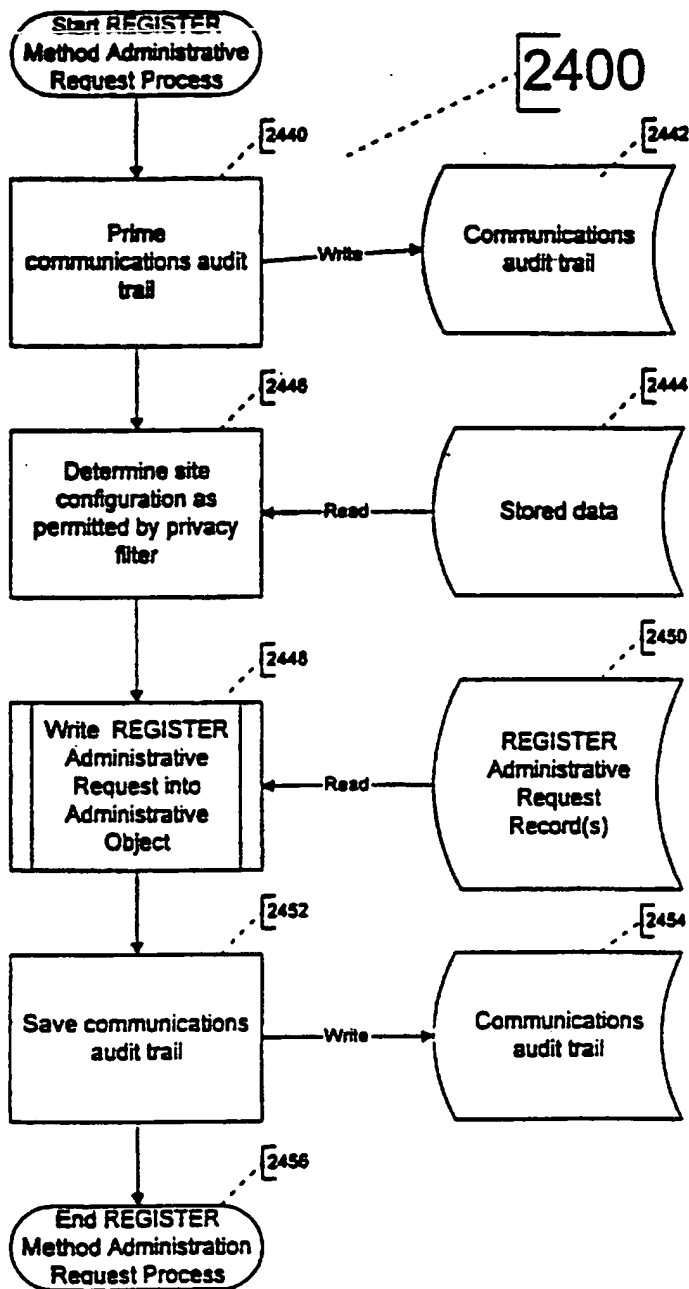 Start REGISTER
Method Administrative
Request Process
2400
2440
2442
Prime
communications audit
trail
Write
Communications
audit trail
2446
2444
Determine site
configuration as
permitted by privacy
filter
Read
Stored data
2448
2450
Write REGISTER
Administrative
Request into
Administrative
Object
Read
REGISTER
Administrative
Request
Record(s)
2452
2454
Save communications
audit trail
Write
Communications
audit trail
2456
End REGISTER
Method Administration
Request Process